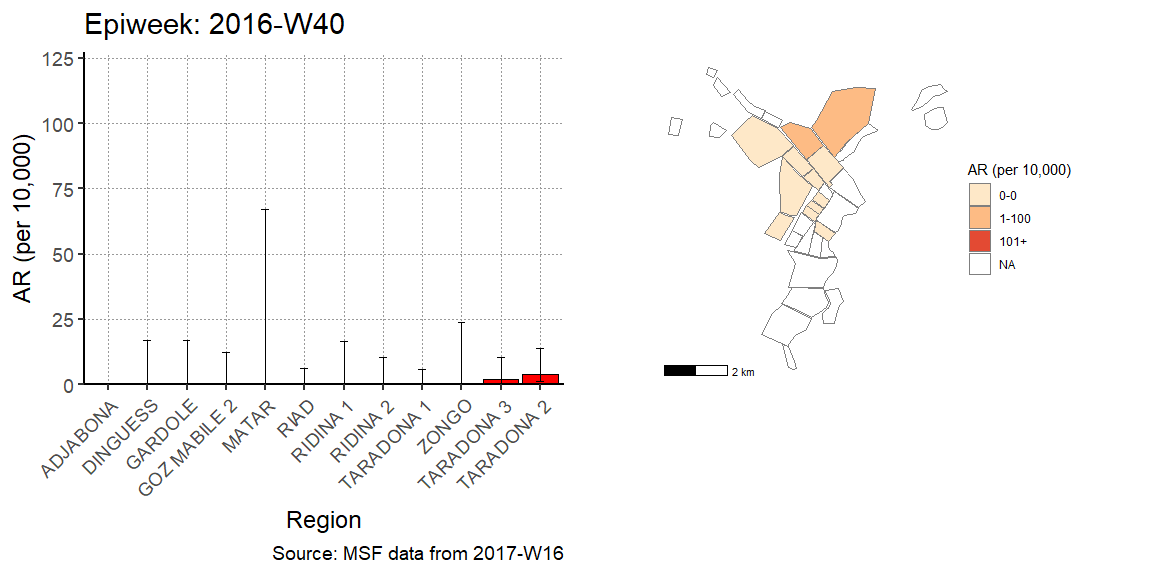 Epiweek: 2016-W40
AR (per 10,000)
125
100
75
50
25
0
ADJABONA
DINGUESS
GARDOLE
GOZ MABILE 2
MATAR
RIAD
RIDINA 1
RIDINA 2
TARADONA 1
ZONGO
TARADONA 3
TARADONA 2
Region
Source: MSF data from 2017-W16
AR (per 10,000)
0-0
1-100
101+
NA
2 km